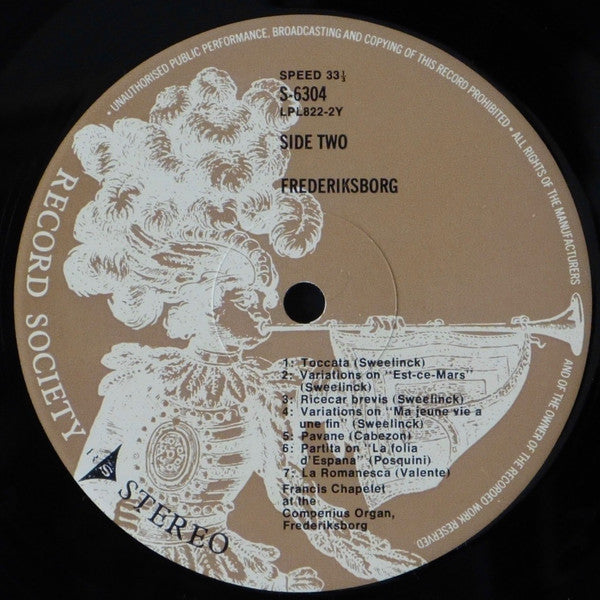 • UNAUTHORISED PUBLIC PERFORMANCE, BROADCASTING AND COPYING OF THIS RECORD PROHIBITED • ALL RIGHTS OF THE MANUFACTURERS AND OF THE OWNER OF THE RECORDED WORK RESERVED
SPEED 33⅓
S-6304
LPL822-2Y
SIDE TWO
FREDERIKSBORG
RECORD SOCIETY
STEREO
1: Toccata (Sweelinck)
2: Variations on "Est-ce-Mars"
(Sweelinck)
3: Ricecar brevis (Sweelinck)
4: Variations on "Ma jeune vie a
une fin" (Sweelinck)
5: Pavane (Cabezon)
6: Partita on "La folia
d'Espana" (Posquini)
7: La Romanesca (Valente)
Francis Chapelet
at the
Compenius Organ,
Frederiksborg